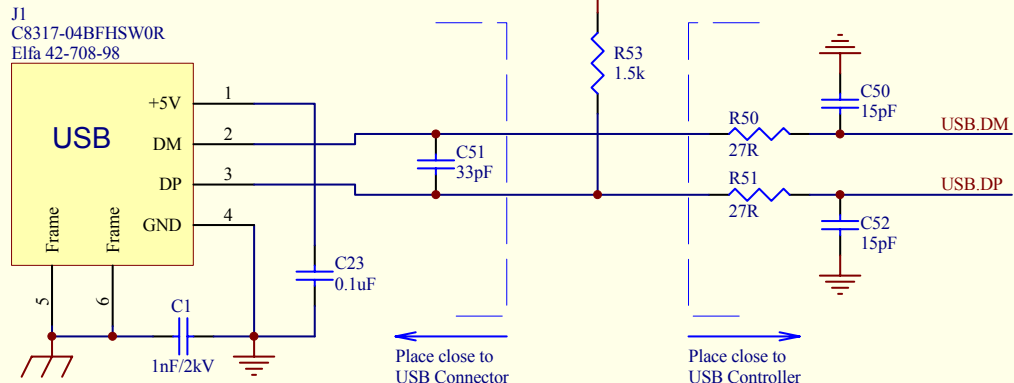 J1
C8317-04BFHSW0R
Elfa 42-708-98
USB
+5V
1
DM
2
DP
3
GND
4
Frame
5
Frame
6
C1
1nF/2kV
C23
0.1uF
C51
33pF
R53
1.5k
R50
27R
R51
27R
C50
15pF
USB.DM
USB.DP
C52
15pF
Place close to
USB Connector
Place close to
USB Controller